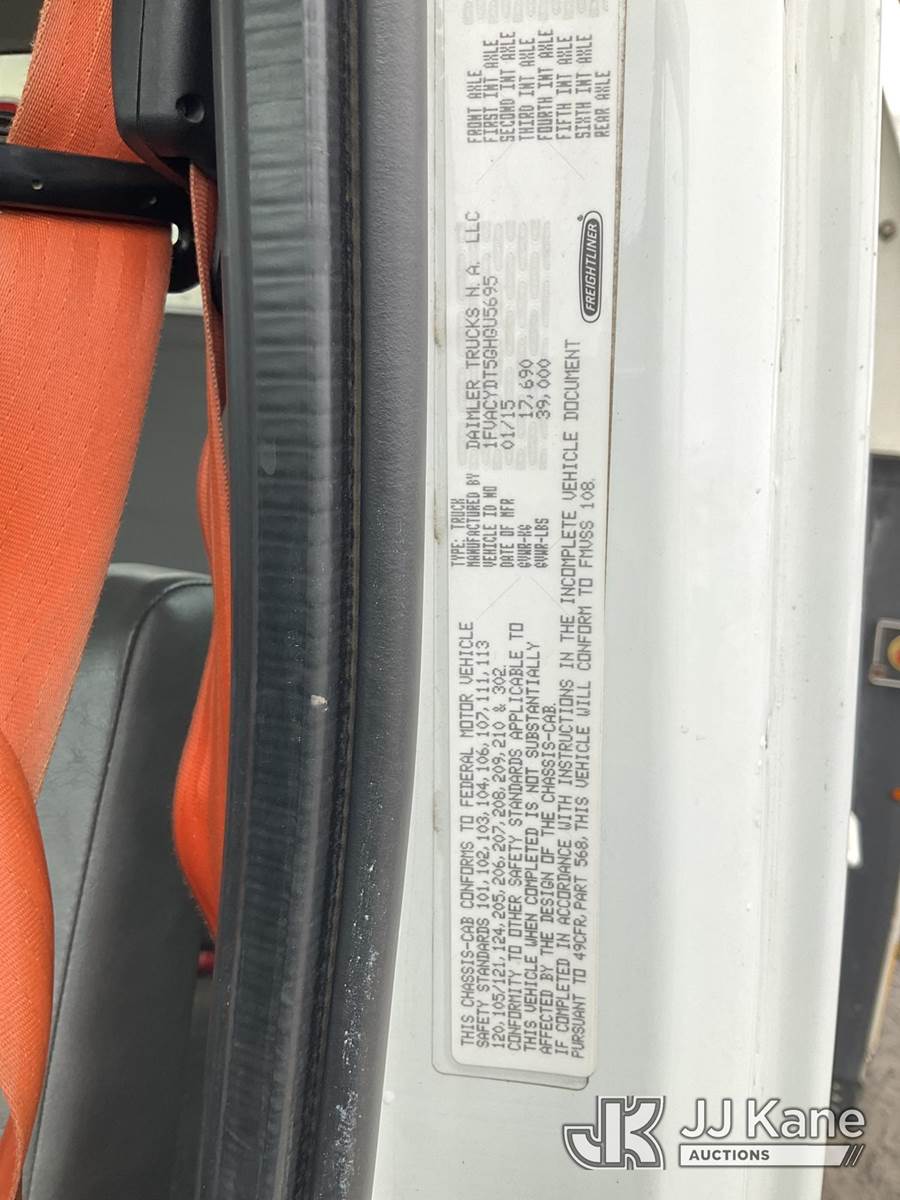 THIS CHASSIS-CAB CONFORMS TO FEDERAL MOTOR VEHICLE
SAFETY STANDARDS 101, 102, 103, 104, 106, 107, 111, 113
120, 105/121, 124, 205, 206, 207, 208, 209, 210 & 302.
CONFORMITY TO OTHER SAFETY STANDARDS APPLICABLE TO
THIS VEHICLE WHEN COMPLETED IS NOT SUBSTANTIALLY
AFFECTED BY THE DESIGN OF THE CHASSIS-CAB.
IF COMPLETED IN ACCORDANCE WITH INSTRUCTIONS IN THE INCOMPLETE VEHICLE DOCUMENT
PURSUANT TO 49CFR, PART 568, THIS VEHICLE WILL CONFORM TO FMVSS 108.
TYPE: TRUCK
MANUFACTURED BY DAIMLER TRUCKS N.A. LLC
VEHICLE ID NO 1FVACYDT5GHGU5695
DATE OF MFR 01/15
GVWR-KG 17,690
GVWR-LBS 39,000
FREIGHTLINER
FRONT AXLE
FIRST INT AXLE
SECOND INT AXLE
THIRD INT AXLE
FOURTH INT AXLE
FIFTH INT AXLE
SIXTH INT AXLE
REAR AXLE
JK JJ Kane
AUCTIONS